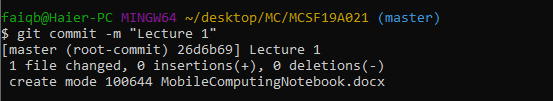 faiqb@Haier-PC MINGW64 ~/desktop/MC/MCSF19A021 (master)
$ git commit -m "Lecture 1"
[master (root-commit) 26d6b69] Lecture 1
 1 file changed, 0 insertions(+), 0 deletions(-)
 create mode 100644 MobileComputingNotebook.docx